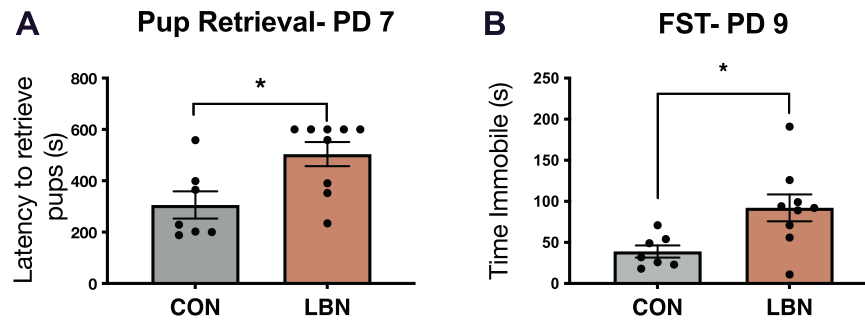 A
Pup Retrieval- PD 7
Latency to retrieve
pups (s)
800
600
400
200
0
*
CON
LBN
B
FST- PD 9
Time Immobile (s)
250
200
150
100
50
0
*
CON
LBN